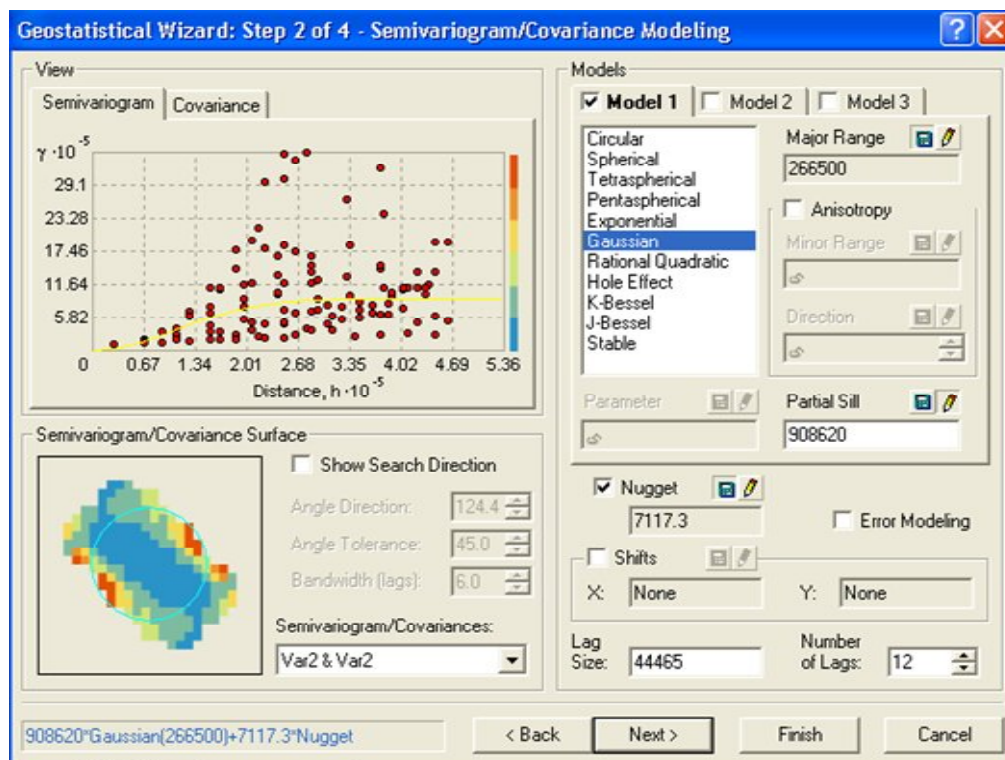 Geostatistical Wizard: Step 2 of 4 - Semivariogram/Covariance Modeling
View
Semivariogram Covariance
γ ·10 -5
29.1
23.28
17.46
11.64
5.82
0 0.67 1.34 2.01 2.68 3.35 4.02 4.69 5.36
Distance, h ·10 -5
Semivariogram/Covariance Surface
Show Search Direction
Angle Direction: 124.4
Angle Tolerance: 45.0
Bandwidth (lags): 6.0
Semivariogram/Covariances:
Var2 & Var2
Models
Model 1 Model 2 Model 3
Circular
Spherical
Tetraspherical
Pentaspherical
Exponential
Gaussian
Rational Quadratic
Hole Effect
K-Bessel
J-Bessel
Stable
Major Range
266500
Anisotropy
Minor Range
Direction
Parameter
Partial Sill
908620
Nugget
7117.3
Error Modeling
Shifts
X: None Y: None
Lag
Size: 44465
Number
of Lags: 12
908620*Gaussian(266500)+7117.3*Nugget
< Back Next > Finish Cancel